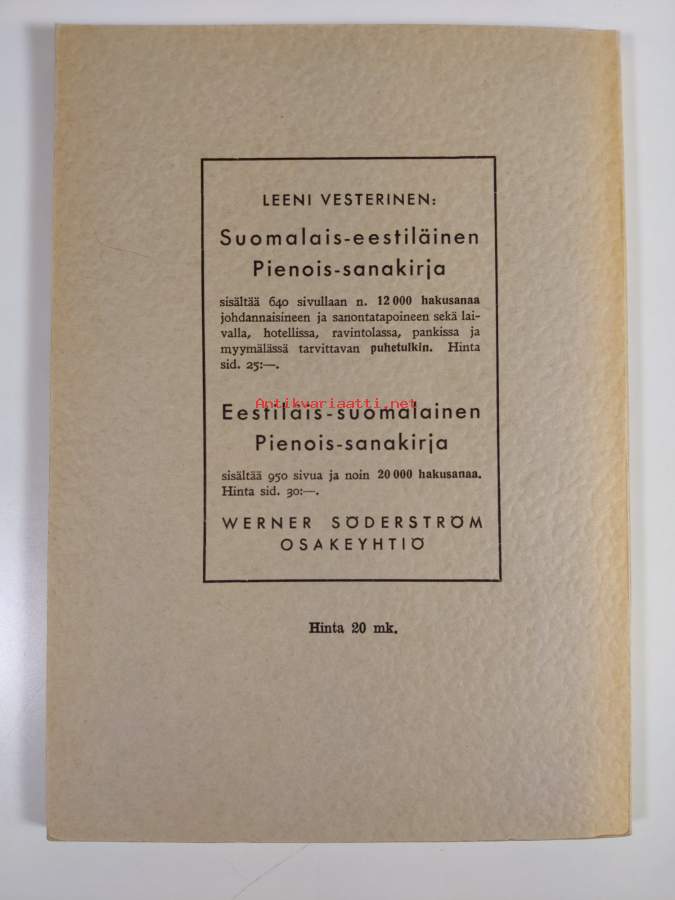 LEENI VESTERINEN:
Suomalais-eestiläinen
Pienois-sanakirja
sisältää 640 sivullaan n. 12 000 hakusanaa
johdannaisineen ja sanontatapoineen sekä lai-
valla, hotellissa, ravintolassa, pankissa ja
myymälässä tarvittavan puhetulkin. Hinta
sid. 25:—.
Antikvariaatti.net
Eestiläis-suomalainen
Pienois-sanakirja
sisältää 950 sivua ja noin 20 000 hakusanaa.
Hinta sid. 30:—.
WERNER SÖDERSTRÖM
OSAKEYHTIÖ
Hinta 20 mk.